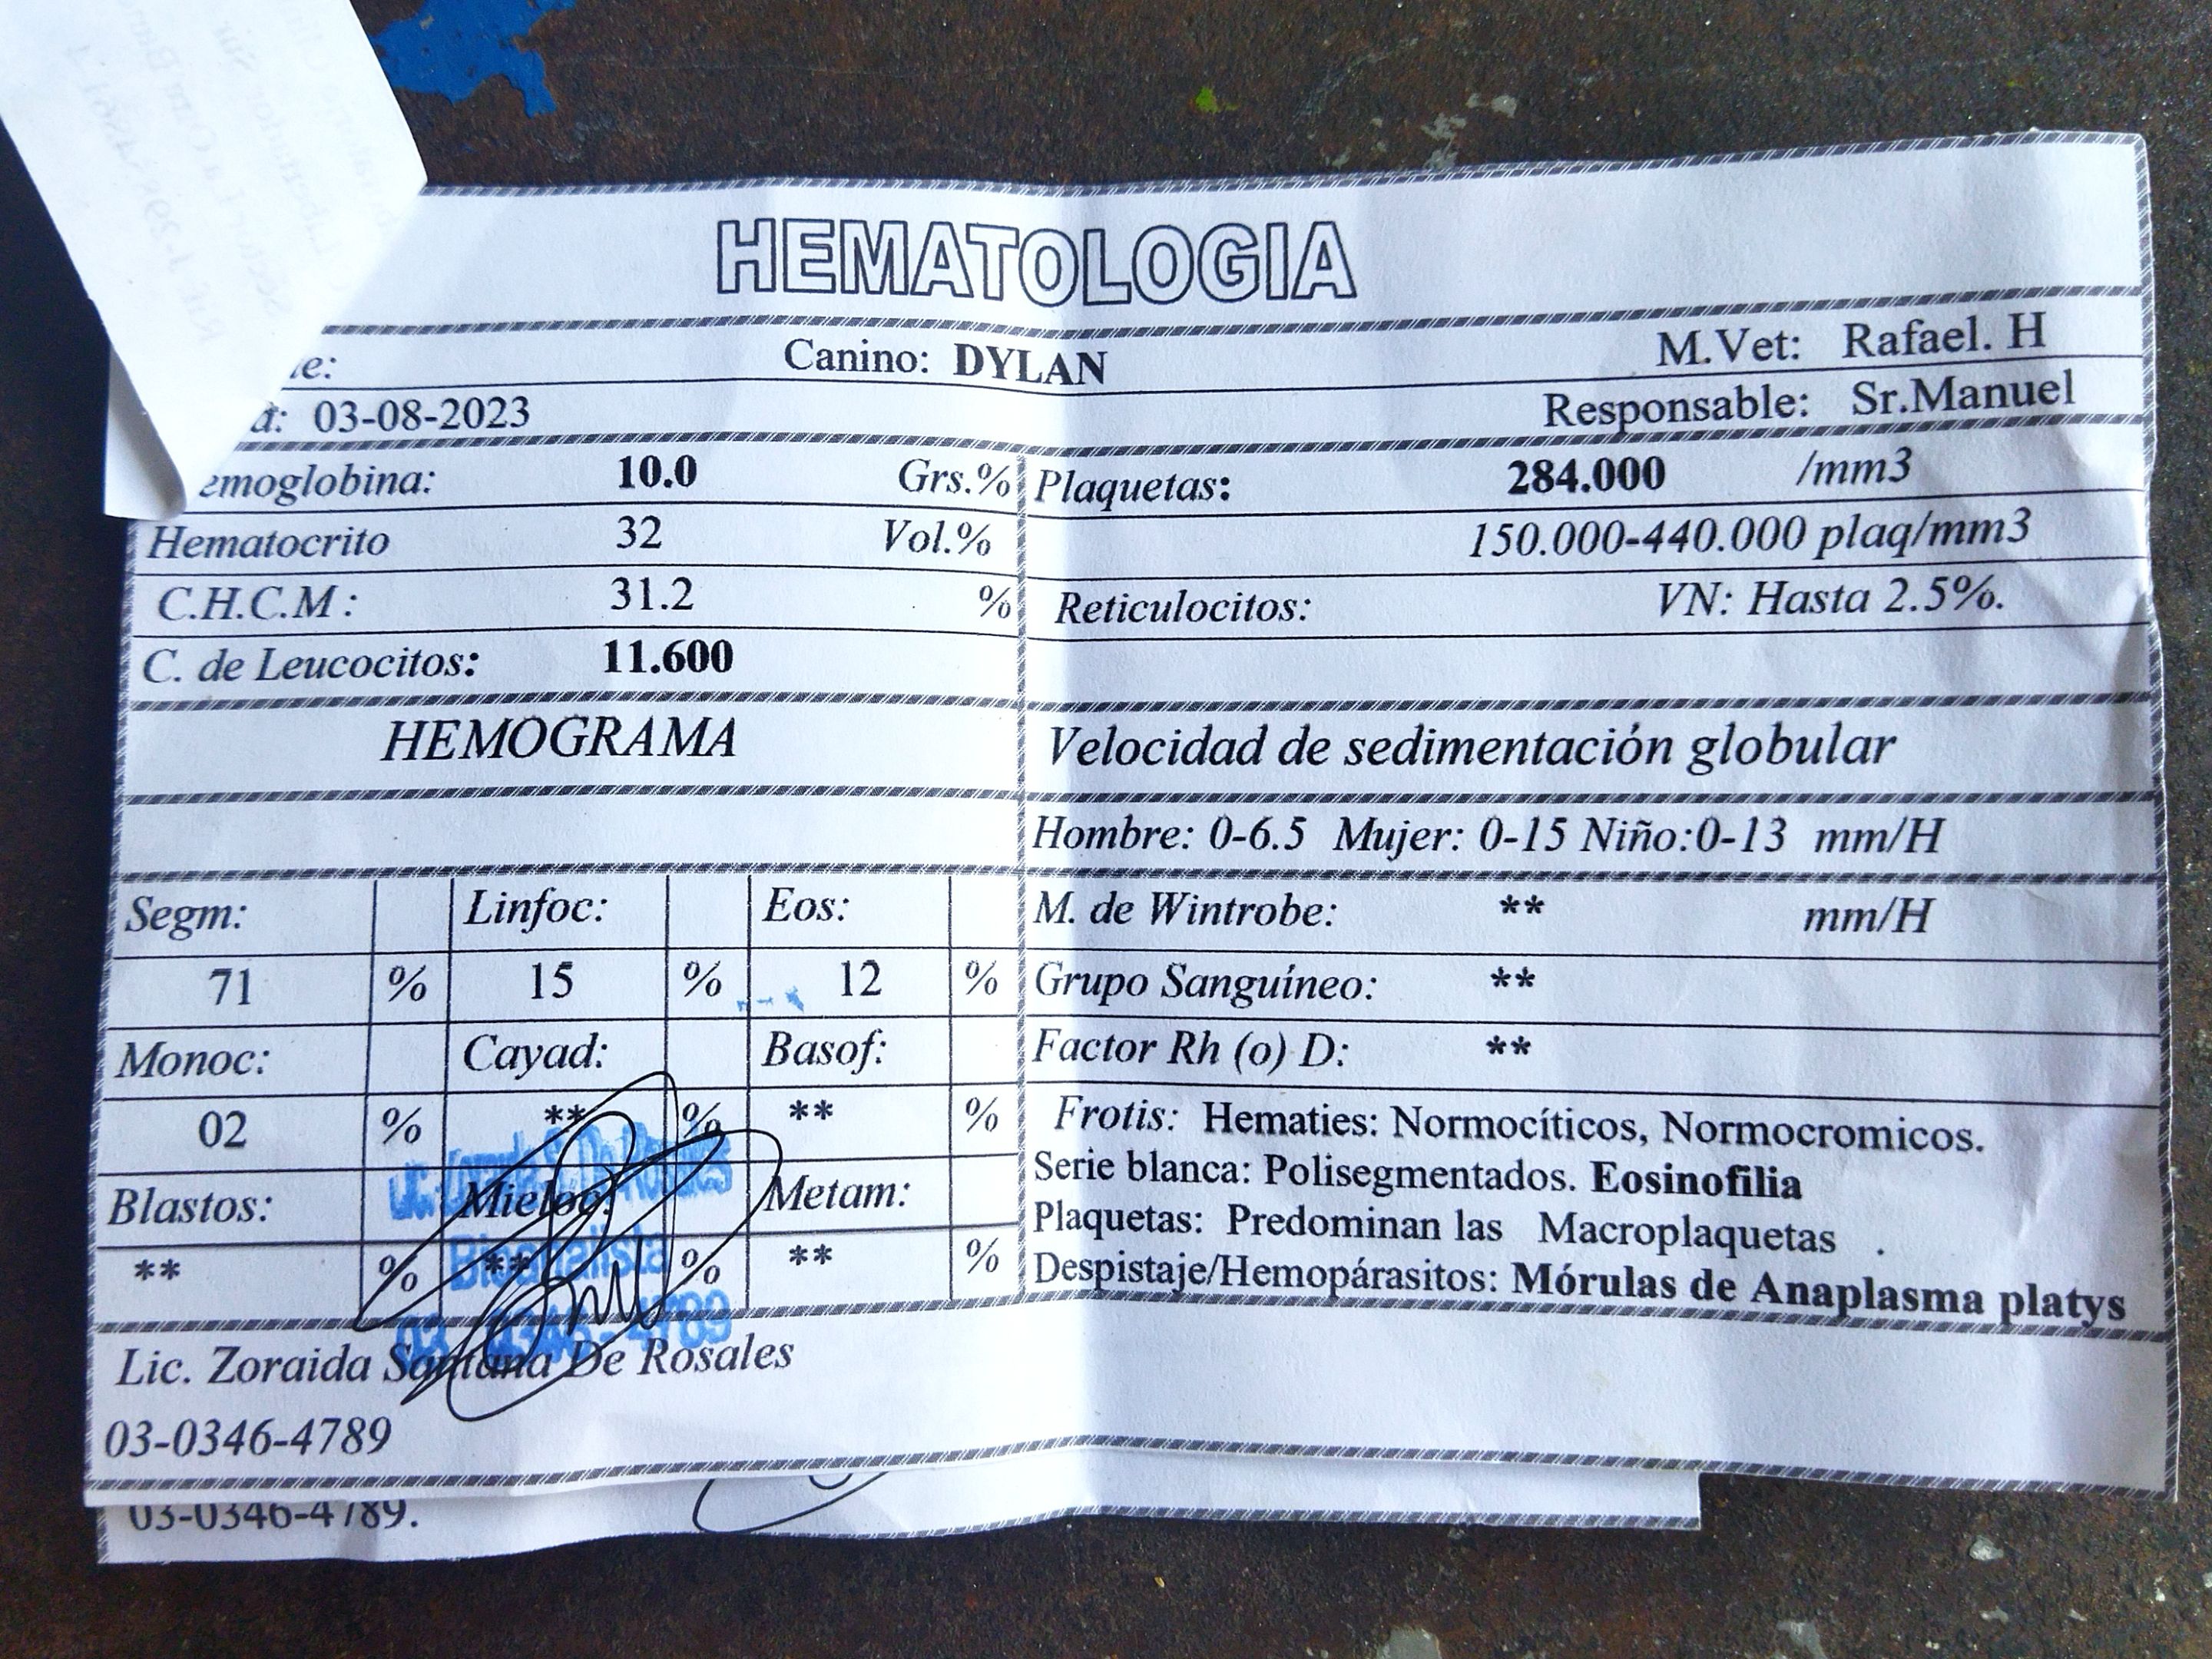 HEMATOLOGIA
Canino: DYLAN M.Vet: Rafael. H
03-08-2023 Responsable: Sr.Manuel
emoglobina: 10.0 Grs.% Plaquetas: 284.000 /mm3
Hematocrito 32 Vol.% 150.000-440.000 plaq/mm3
C.H.C.M: 31.2 % Reticulocitos: VN: Hasta 2.5%.
C. de Leucocitos: 11.600
HEMOGRAMA Velocidad de sedimentación globular
Hombre: 0-6.5 Mujer: 0-15 Niño:0-13 mm/H
Segm: Linfoc: Eos: M. de Wintrobe: ** mm/H
71 % 15 % 12 % Grupo Sanguíneo: **
Monoc: Cayad: Basof: Factor Rh (o) D: **
02 % ** % ** % Frotis: Hematies: Normocíticos, Normocromicos.
Serie blanca: Polisegmentados. Eosinofilia
Blastos: Mieloc: Metam: Plaquetas: Predominan las Macroplaquetas .
** % ** % ** % Despistaje/Hemopárasitos: Mórulas de Anaplasma platys
Bioanalista
03-0346-4789
Lic. Zoraida Santana De Rosales
03-0346-4789
03-0346-4789.